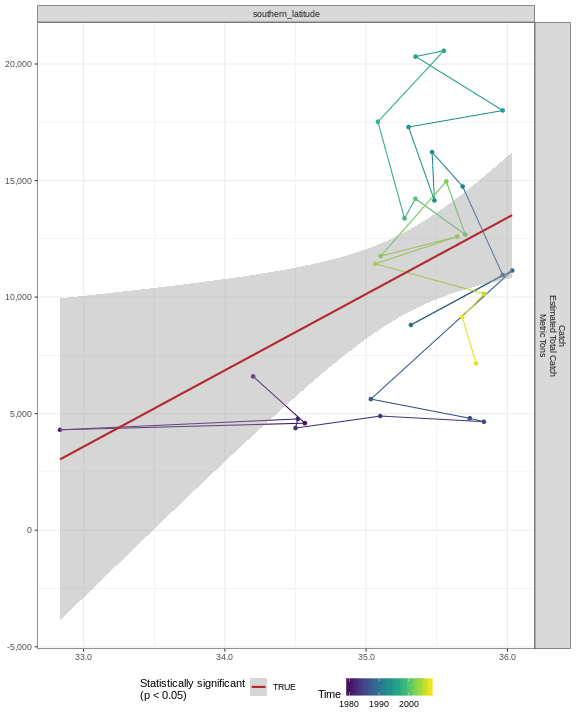 southern_latitude
20,000
15,000
10,000
5,000
0
-5,000
33.0 34.0 35.0 36.0
Catch
Estimated Total Catch
Metric Tons
Statistically significant
(p < 0.05)
TRUE
Time
1980 1990 2000